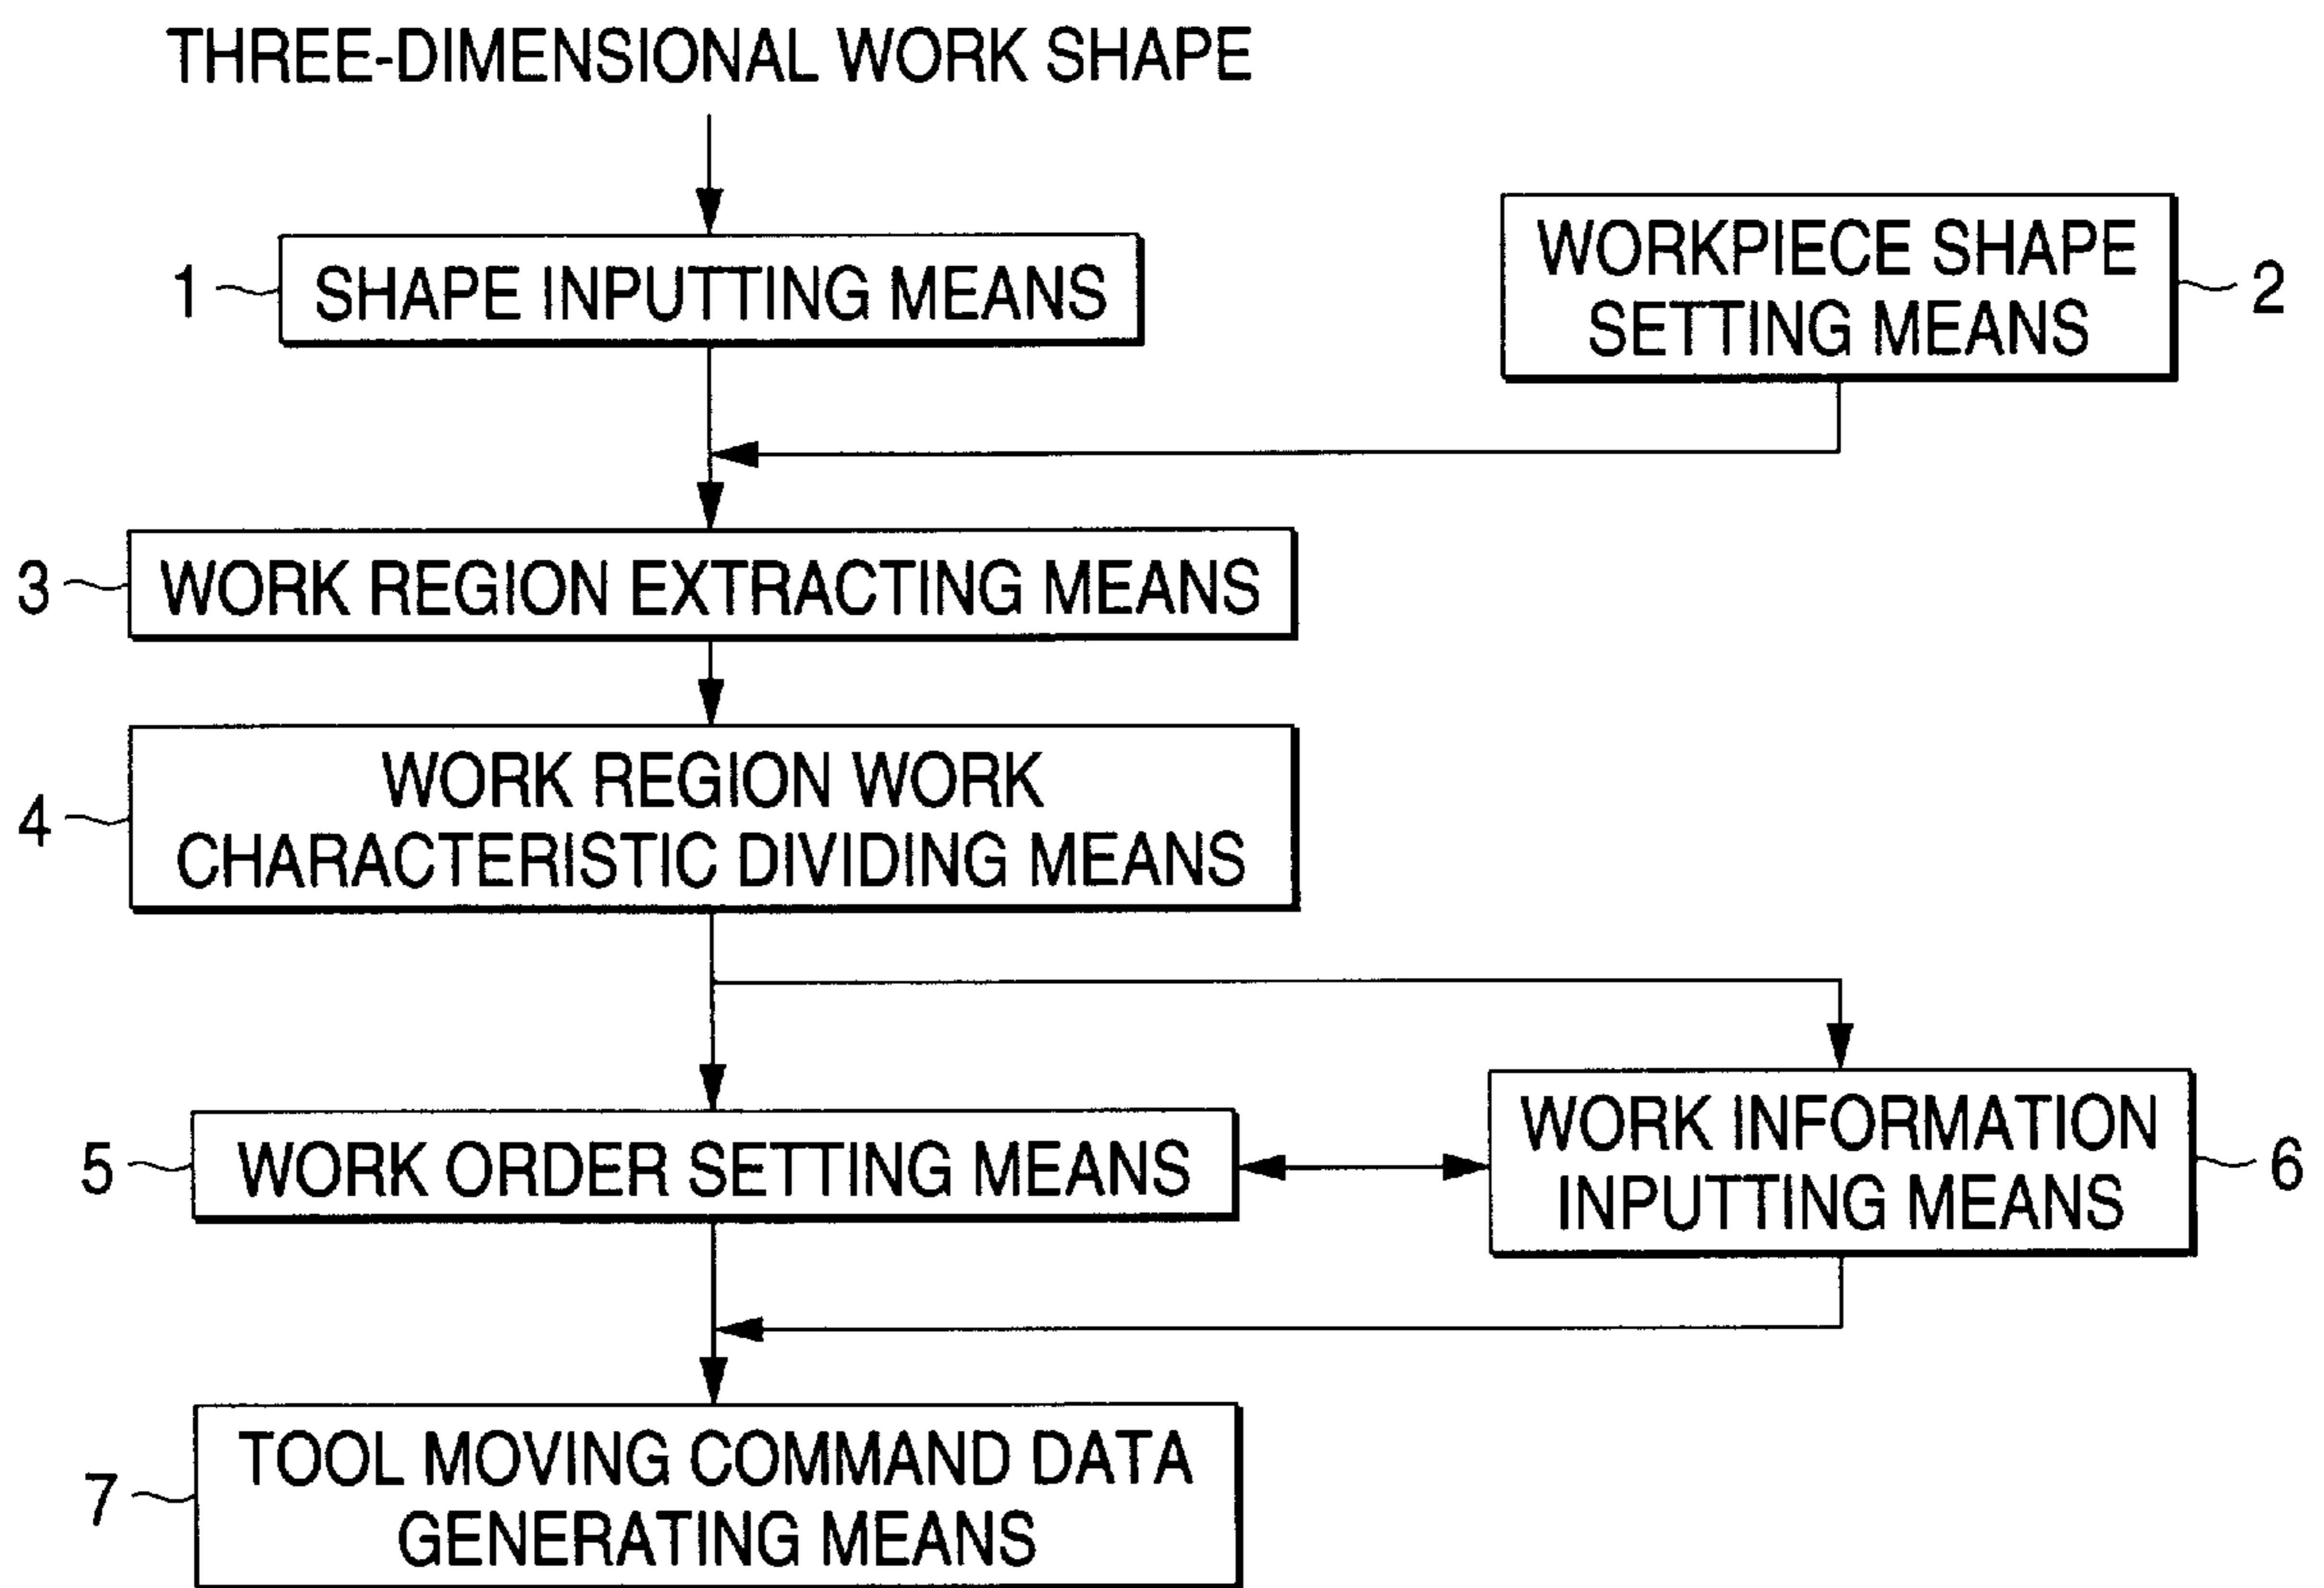 THREE-DIMENSIONAL WORK SHAPE
1
SHAPE INPUTTING MEANS
WORKPIECE SHAPE
SETTING MEANS
2
3
WORK REGION EXTRACTING MEANS
4
WORK REGION WORK
CHARACTERISTIC DIVIDING MEANS
5
WORK ORDER SETTING MEANS
WORK INFORMATION
INPUTTING MEANS
6
7
TOOL MOVING COMMAND DATA
GENERATING MEANS